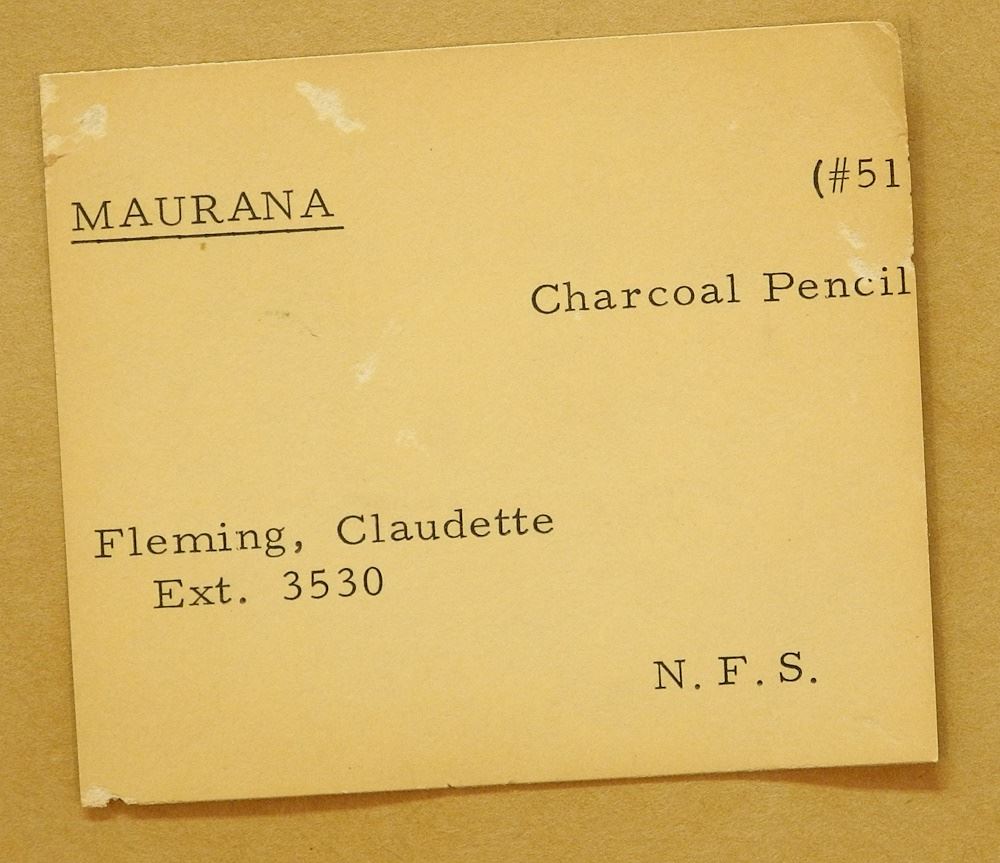 (#51
MAURANA
Charcoal Pencil
Fleming, Claudette
Ext. 3530
N. F. S.